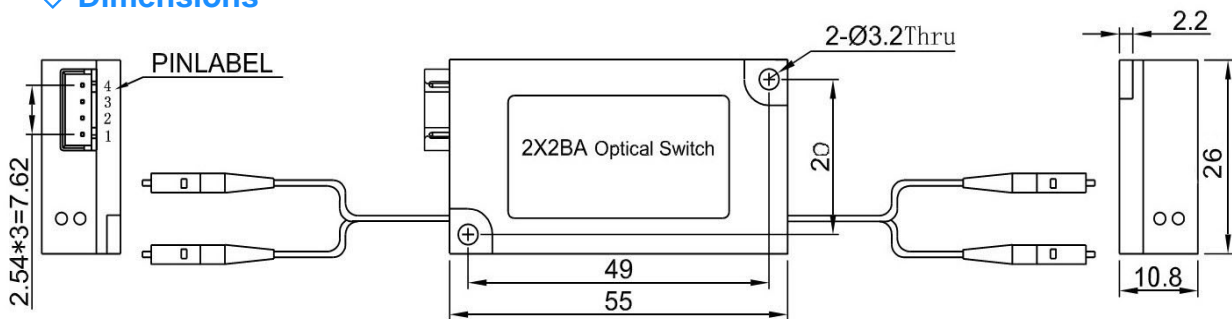 ◇ Dimensions
PINLABEL
4
3
2
1
2.54*3=7.62
2X2BA Optical Switch
2-Ø3.2Thru
20
49
55
2.2
26
10.8